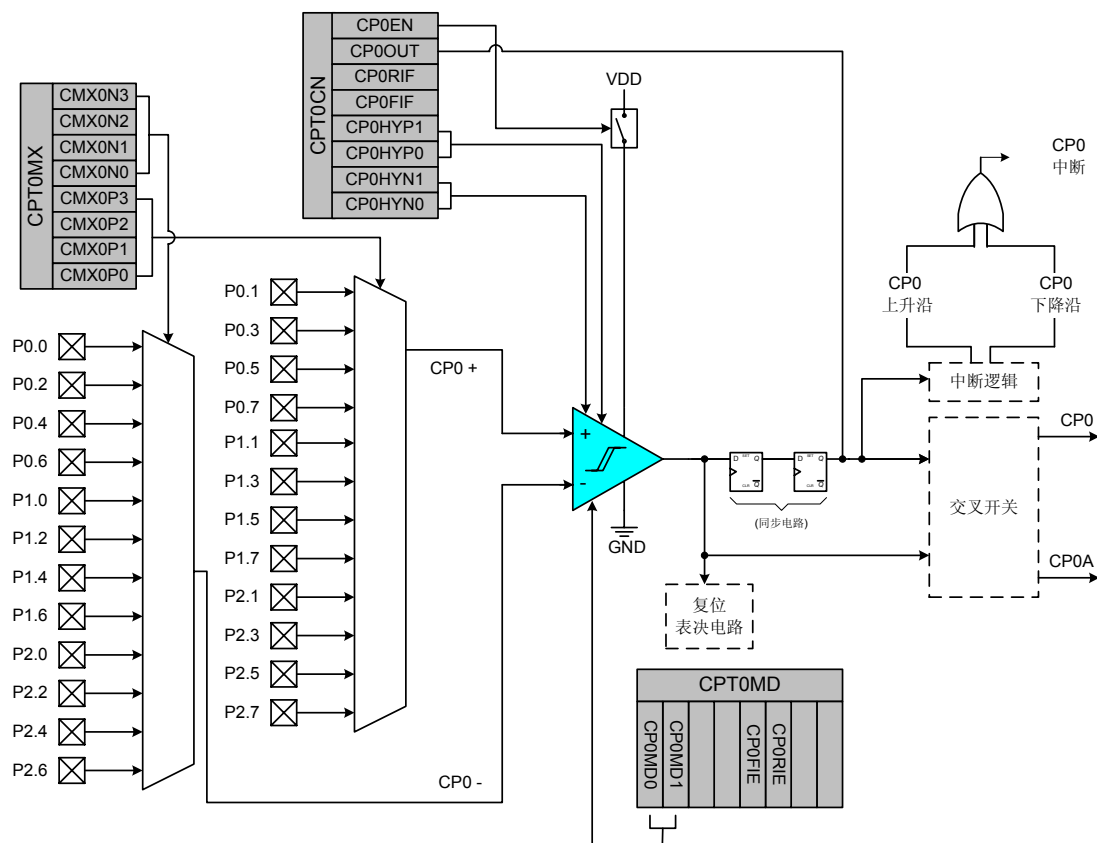 CPT0MX
CMX0N3
CMX0N2
CMX0N1
CMX0N0
CMX0P3
CMX0P2
CMX0P1
CMX0P0
CPT0CN
CP0EN
CP0OUT
CP0RIF
CP0FIF
CP0HYP1
CP0HYP0
CP0HYN1
CP0HYN0
VDD
CP0
中断
CP0
上升沿
CP0
下降沿
中断逻辑
P0.0
P0.2
P0.4
P0.6
P1.0
P1.2
P1.4
P1.6
P2.0
P2.2
P2.4
P2.6
P0.1
P0.3
P0.5
P0.7
P1.1
P1.3
P1.5
P1.7
P2.1
P2.3
P2.5
P2.7
CP0 +
CP0 -
+
-
GND
D SET Q
CLR Q̅
D SET Q
CLR Q̅
(同步电路)
交叉开关
CP0
CP0A
复位
表决电路
CPT0MD
CP0MD0
CP0MD1
CP0FIE
CP0RIE